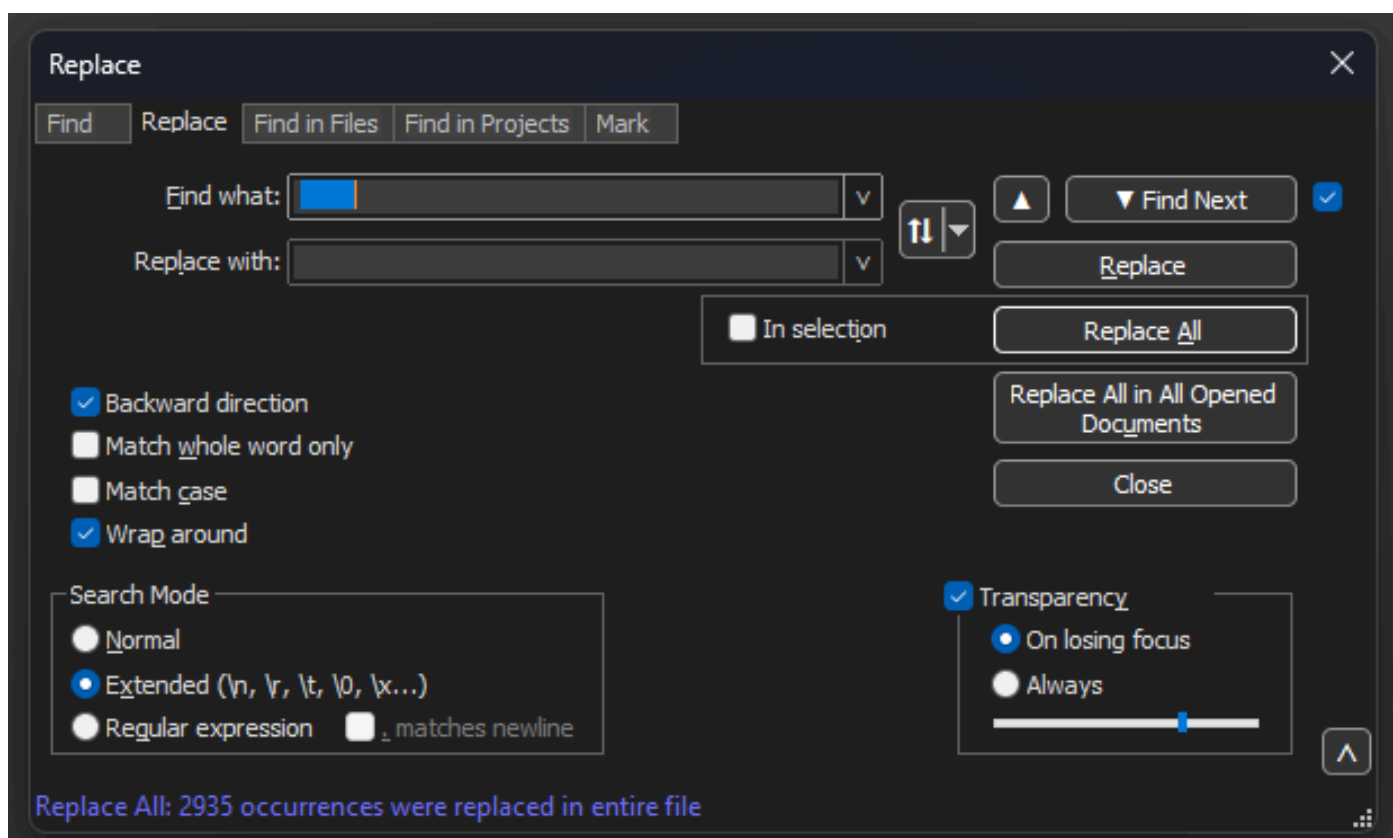 Replace
Find Replace Find in Files Find in Projects Mark
Find what:
▲ ▼ Find Next
Replace with:
Replace
In selection
Replace All
Backward direction
Replace All in All Opened
Documents
Match whole word only
Match case
Close
Wrap around
Search Mode
Transparency
Normal
On losing focus
Extended (\n, \r, \t, \0, \x...)
Always
Regular expression . matches newline
Replace All: 2935 occurrences were replaced in entire file